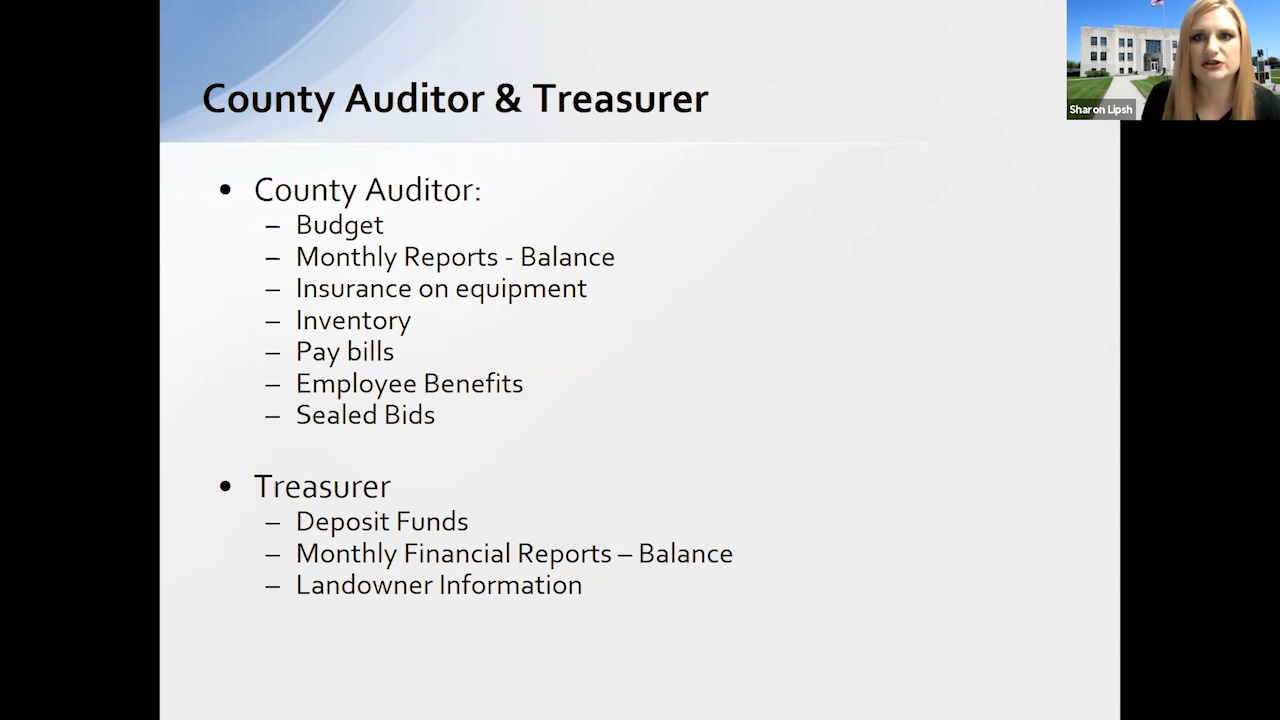 County Auditor & Treasurer
Sharon Lipsh
• County Auditor:
– Budget
– Monthly Reports - Balance
– Insurance on equipment
– Inventory
– Pay bills
– Employee Benefits
– Sealed Bids
• Treasurer
– Deposit Funds
– Monthly Financial Reports – Balance
– Landowner Information